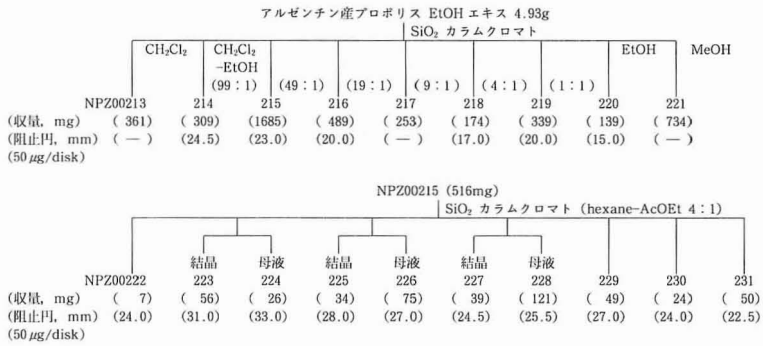 アルゼンチン産プロポリス EtOH エキス 4.93g
SiO₂ カラムクロマト
CH₂Cl₂ CH₂Cl₂ EtOH MeOH
-EtOH
(99:1) (49:1) (19:1) (9:1) (4:1) (1:1)
NPZ00213 214 215 216 217 218 219 220 221
(収量, mg) ( 361) ( 309) (1685) ( 489) ( 253) ( 174) ( 339) ( 139) ( 734)
(阻止円, mm) ( — ) (24.5) (23.0) (20.0) ( — ) (17.0) (20.0) (15.0) ( — )
(50 μg/disk)
NPZ00215 (516mg)
SiO₂ カラムクロマト (hexane-AcOEt 4:1)
結晶 母液 結晶 母液 結晶 母液
NPZ00222 223 224 225 226 227 228 229 230 231
(収量, mg) ( 7) ( 56) ( 26) ( 34) ( 75) ( 39) ( 121) ( 49) ( 24) ( 50)
(阻止円, mm) (24.0) (31.0) (33.0) (28.0) (27.0) (24.5) (25.5) (27.0) (24.0) (22.5)
(50 μg/disk)